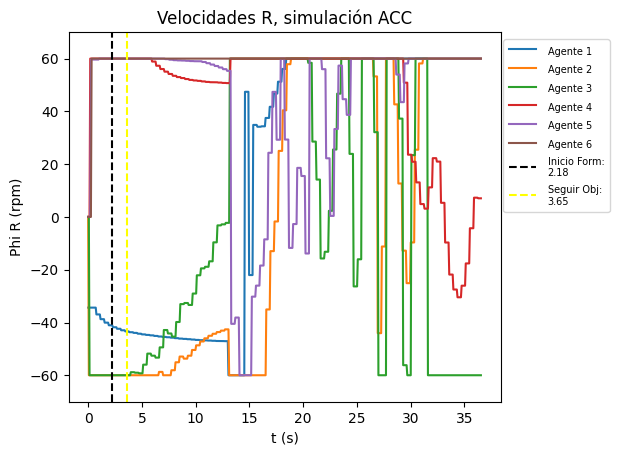 Velocidades R, simulación ACC
Phi R (rpm)
60
40
20
0
−20
−40
−60
0
5
10
15
20
25
30
35
t (s)
Agente 1
Agente 2
Agente 3
Agente 4
Agente 5
Agente 6
Inicio Form:
2.18
Seguir Obj:
3.65